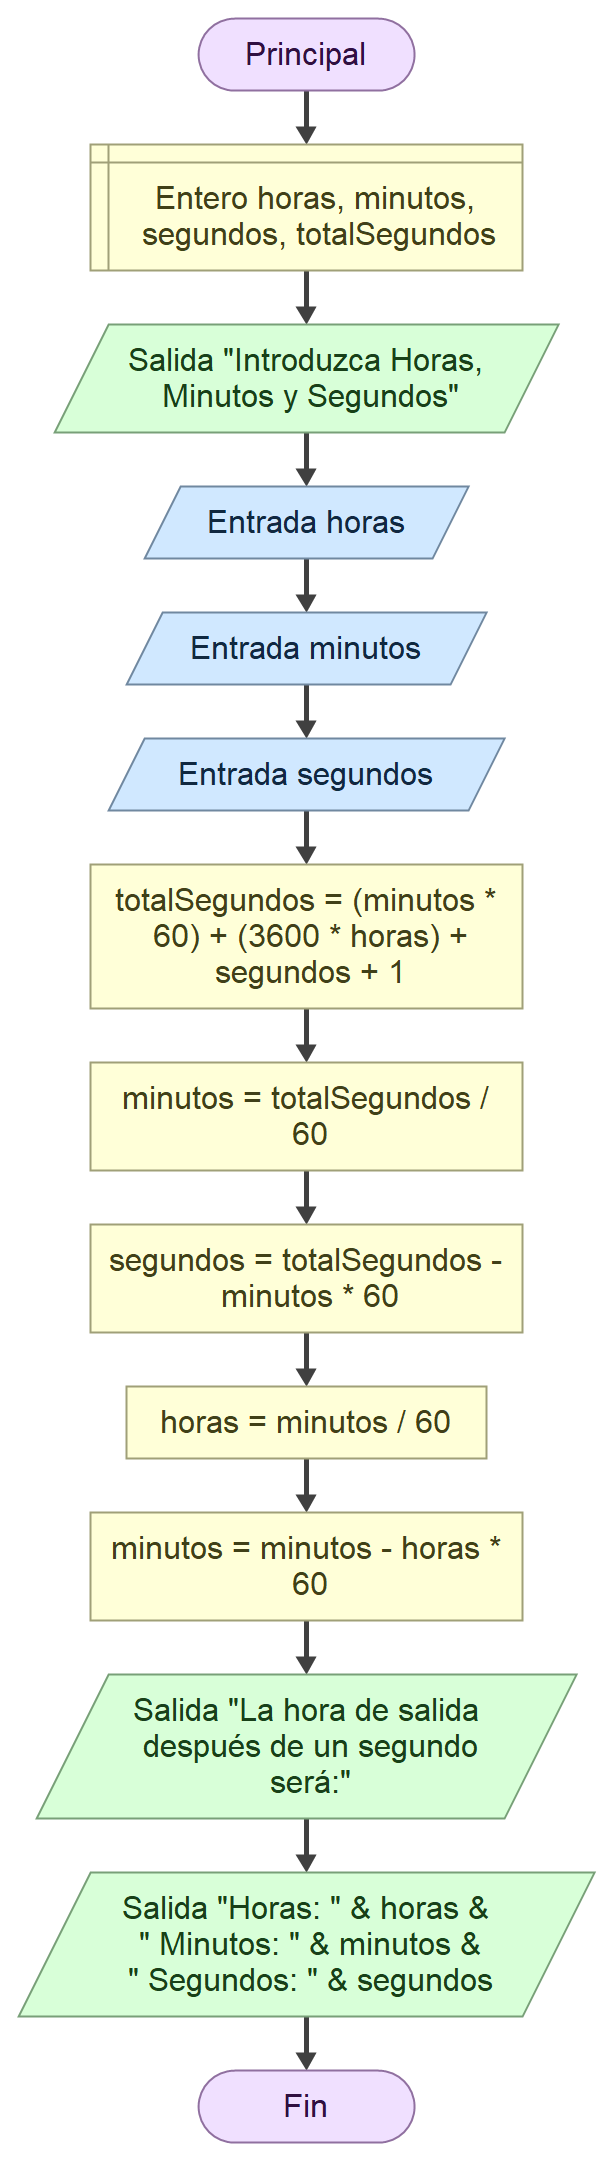 Principal
Entero horas, minutos,
segundos, totalSegundos
Salida "Introduzca Horas,
Minutos y Segundos"
Entrada horas
Entrada minutos
Entrada segundos
totalSegundos = (minutos *
60) + (3600 * horas) +
segundos + 1
minutos = totalSegundos /
60
segundos = totalSegundos -
minutos * 60
horas = minutos / 60
minutos = minutos - horas *
60
Salida "La hora de salida
después de un segundo
será:"
Salida "Horas: " & horas &
" Minutos: " & minutos &
" Segundos: " & segundos
Fin